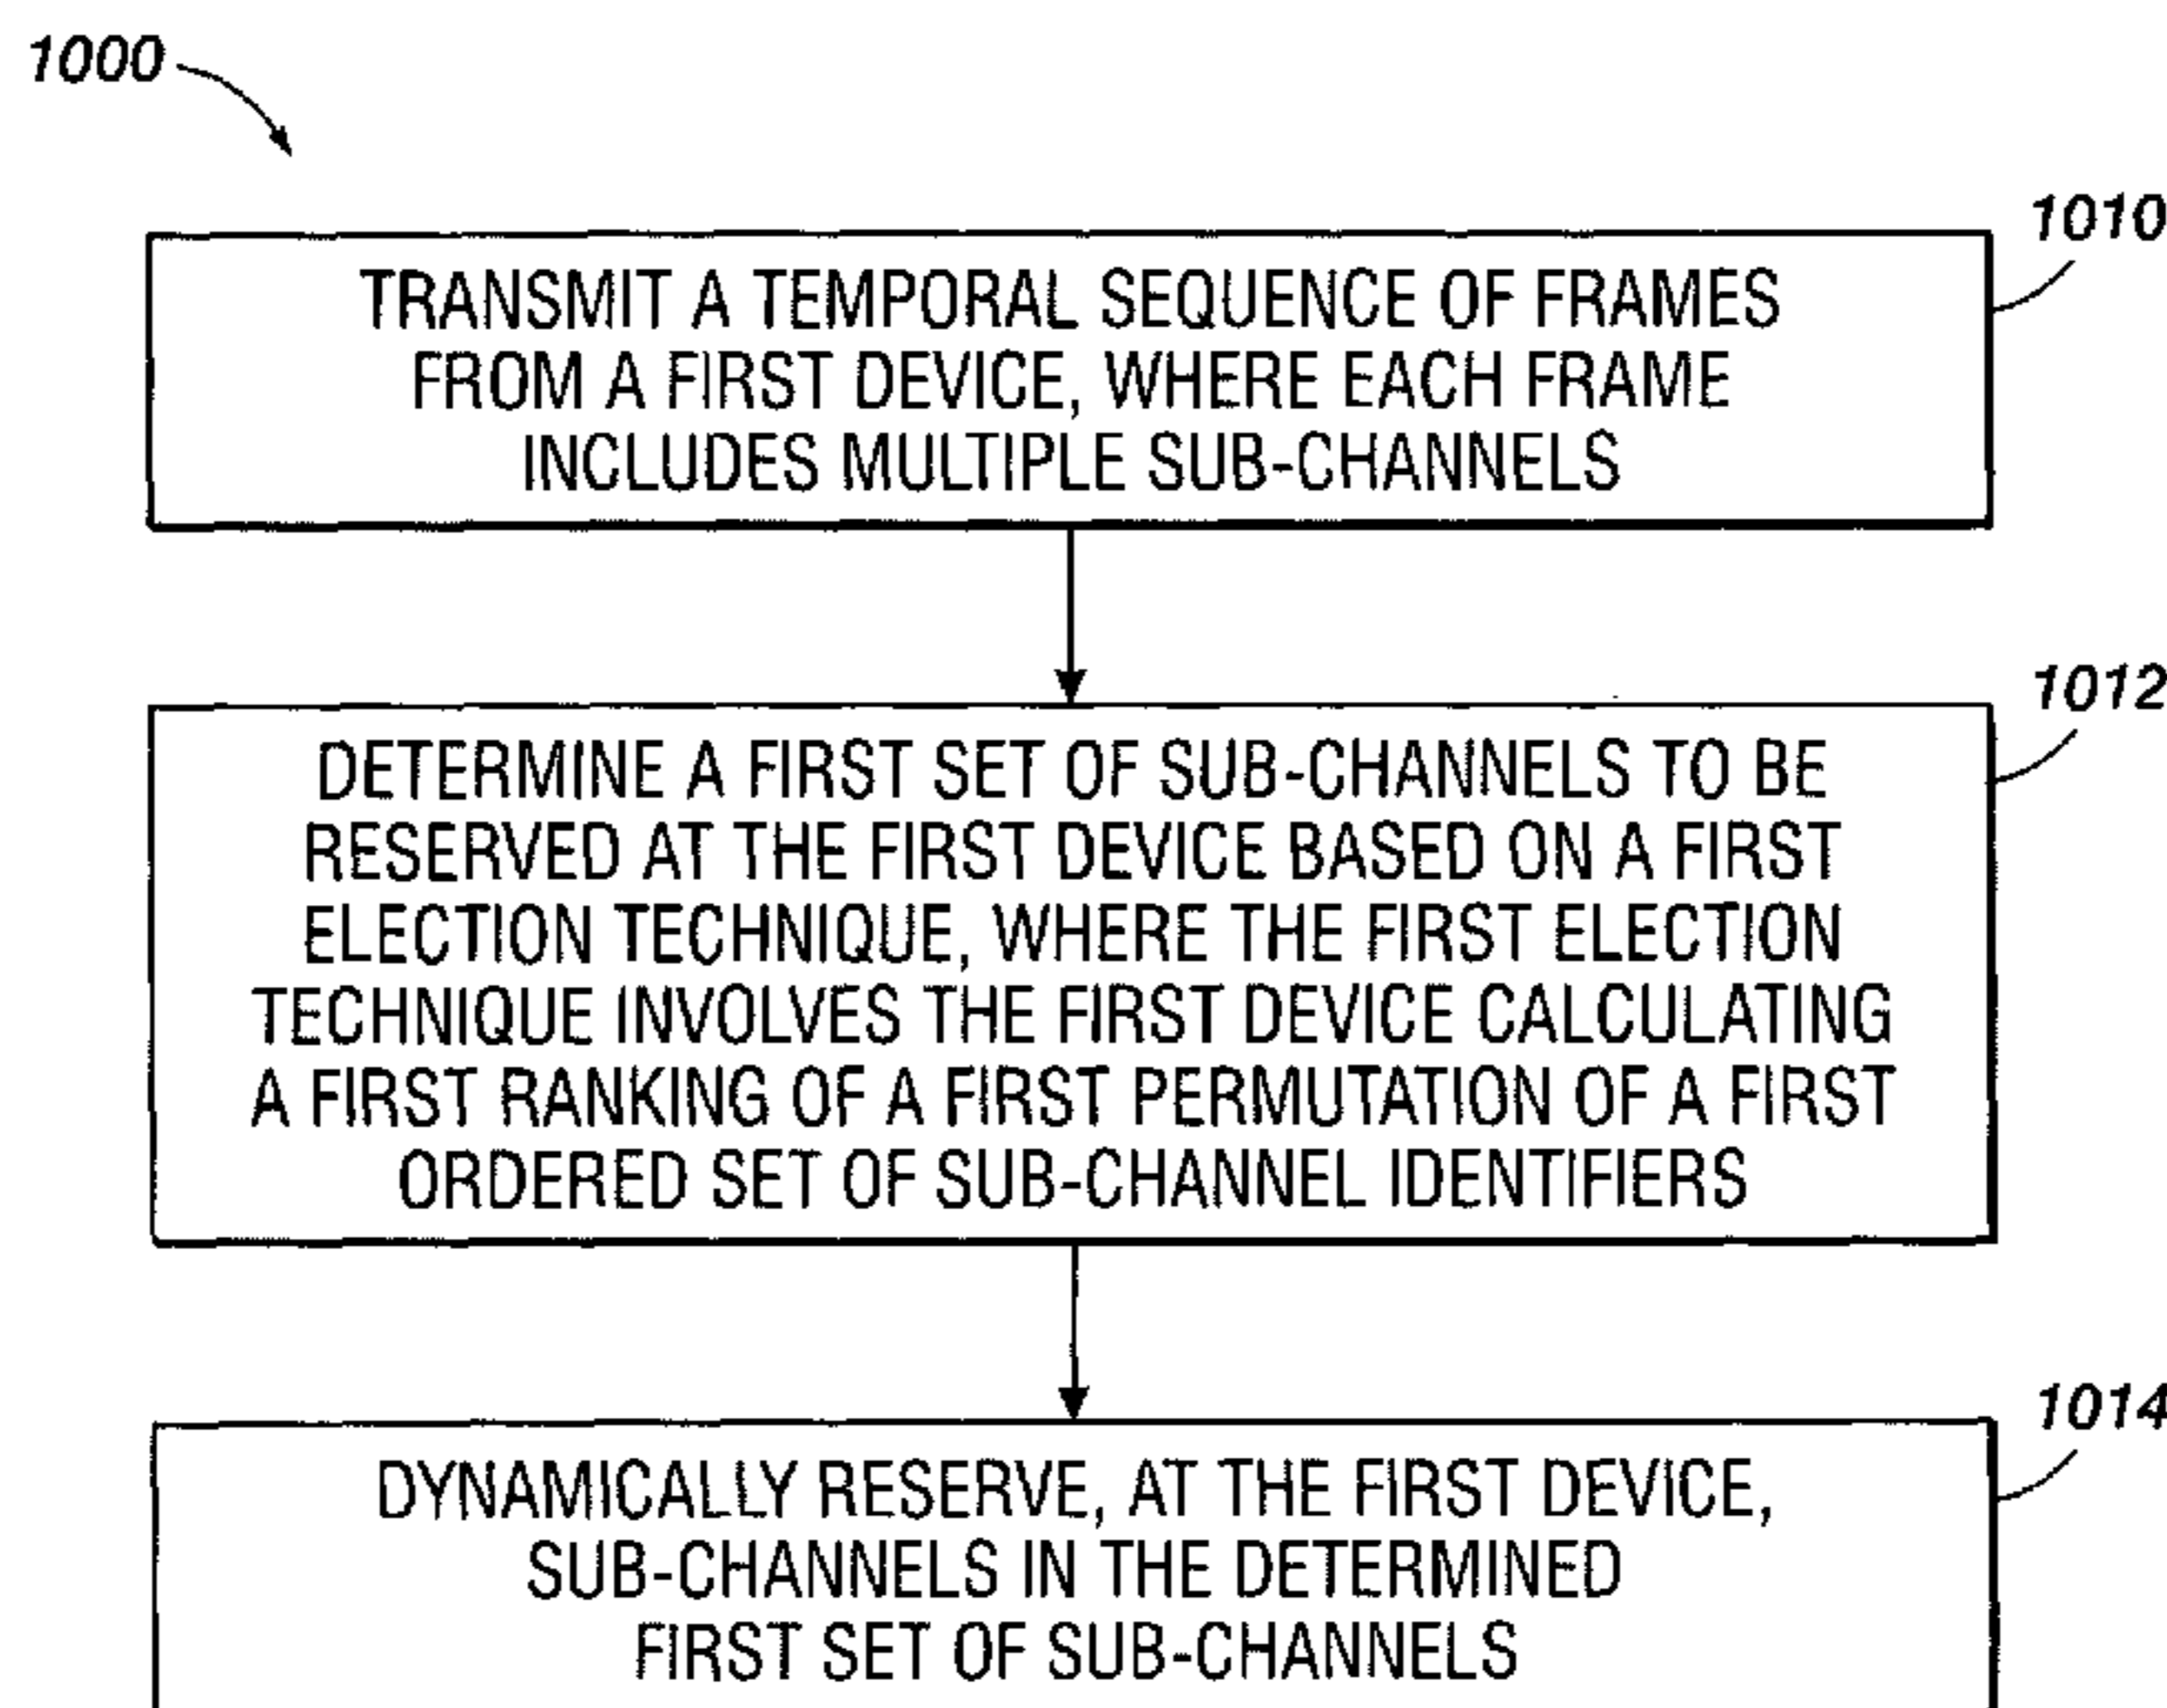 1000
1010
TRANSMIT A TEMPORAL SEQUENCE OF FRAMES
FROM A FIRST DEVICE, WHERE EACH FRAME
INCLUDES MULTIPLE SUB-CHANNELS
1012
DETERMINE A FIRST SET OF SUB-CHANNELS TO BE
RESERVED AT THE FIRST DEVICE BASED ON A FIRST
ELECTION TECHNIQUE, WHERE THE FIRST ELECTION
TECHNIQUE INVOLVES THE FIRST DEVICE CALCULATING
A FIRST RANKING OF A FIRST PERMUTATION OF A FIRST
ORDERED SET OF SUB-CHANNEL IDENTIFIERS
1014
DYNAMICALLY RESERVE, AT THE FIRST DEVICE,
SUB-CHANNELS IN THE DETERMINED
FIRST SET OF SUB-CHANNELS